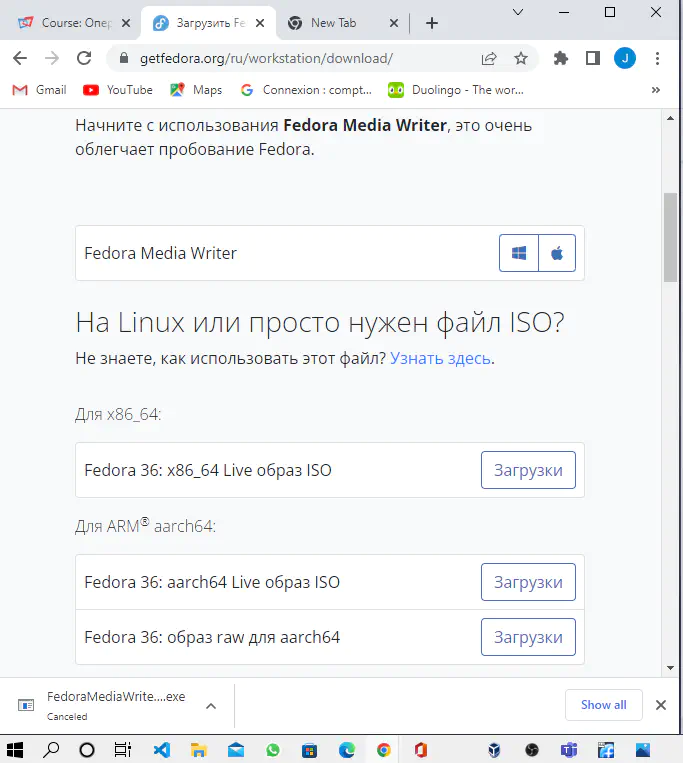 Course: Опер
Загрузить Fe
New Tab
getfedora.org/ru/workstation/download/
J
Gmail
YouTube
Maps
Connexion : compt...
Duolingo - The wor...
»
Начните с использования Fedora Media Writer, это очень
облегчает пробование Fedora.
Fedora Media Writer
На Linux или просто нужен файл ISO?
Не знаете, как использовать этот файл? Узнать здесь.
Для x86_64:
Fedora 36: x86_64 Live образ ISO
Загрузки
Для ARM® aarch64:
Fedora 36: aarch64 Live образ ISO
Загрузки
Fedora 36: образ raw для aarch64
Загрузки
FedoraMediaWrite....exe
Canceled
Show all